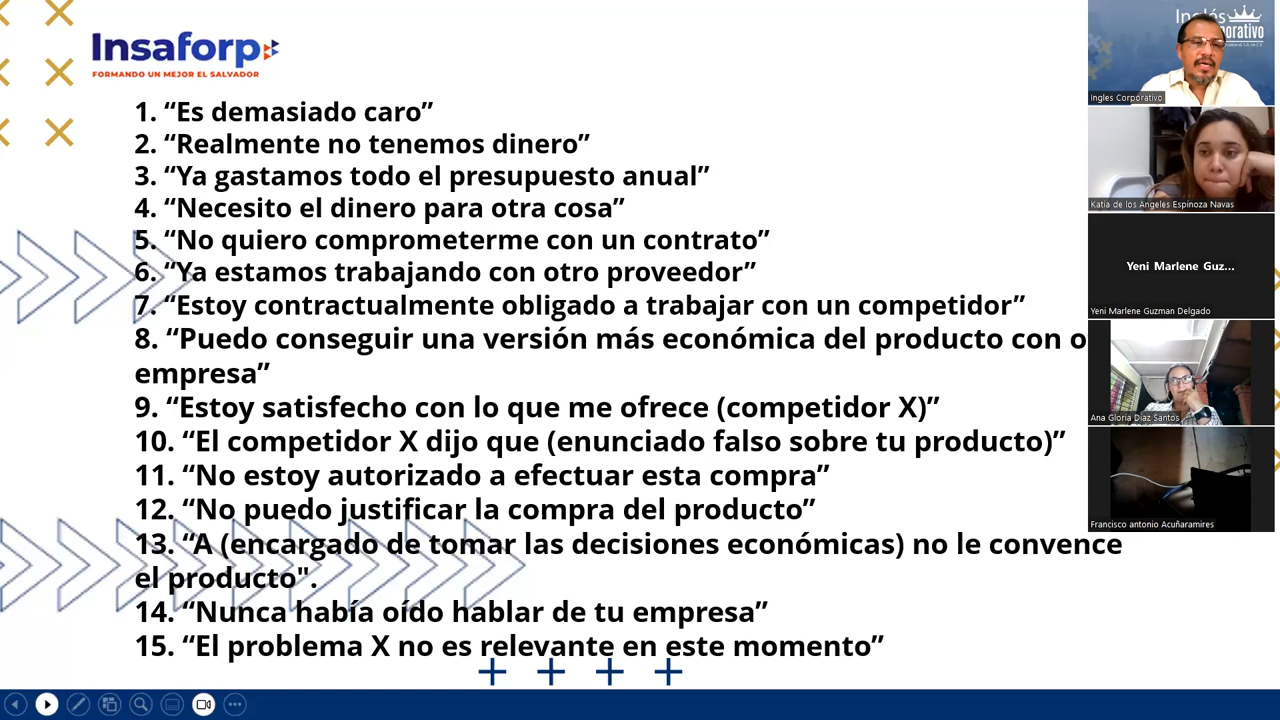 Insaforp
FORMANDO UN MEJOR EL SALVADOR
1. “Es demasiado caro”
2. “Realmente no tenemos dinero”
3. “Ya gastamos todo el presupuesto anual”
4. “Necesito el dinero para otra cosa”
5. “No quiero comprometerme con un contrato”
6. “Ya estamos trabajando con otro proveedor”
7. “Estoy contractualmente obligado a trabajar con un competidor”
8. “Puedo conseguir una versión más económica del producto con
empresa”
9. “Estoy satisfecho con lo que me ofrece (competidor X)”
10. “El competidor X dijo que (enunciado falso sobre tu producto)”
11. “No estoy autorizado a efectuar esta compra”
12. “No puedo justificar la compra del producto”
13. “A (encargado de tomar las decisiones económicas) no le convence
el producto".
14. “Nunca había oído hablar de tu empresa”
15. “El problema X no es relevante en este momento”
Ingles Corporativo
Katia de los Angeles Espinoza Navas
Yeni Marlene Guz...
Yeni Marlene Guzman Delgado
Ana Gloria Diaz Santos
Francisco antonio Acuñaramires